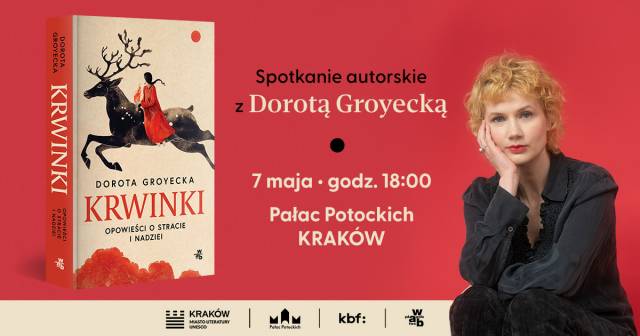 DOROTA
GROYECKA
KRWINKI
OPOWIEŚCI
O STRACIE
I NADZIEI
DOROTA GROYECKA
KRWINKI
OPOWIEŚCI O STRACIE
I NADZIEI
Spotkanie autorskie
z Dorotą Groyecką
7 maja • godz. 18:00
Pałac Potockich
KRAKÓW
KRAKÓW
MIASTO LITERATURY
UNESCO
Pałac Potockich
kbf: